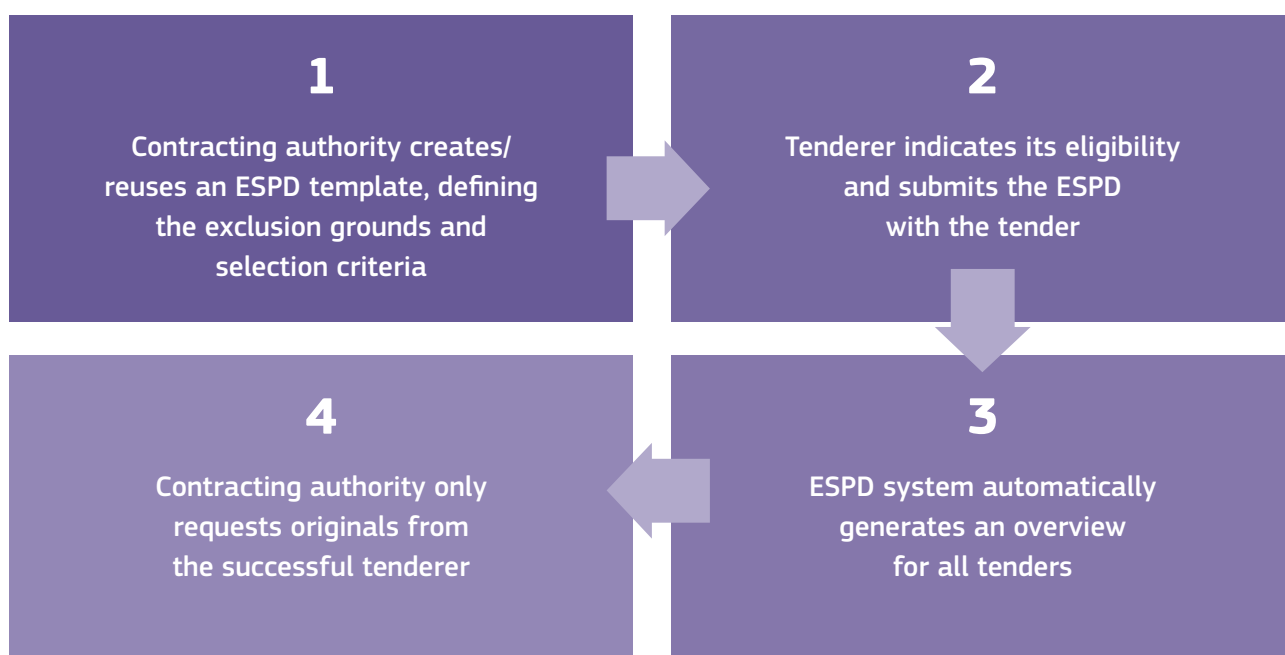 1
Contracting authority creates/
reuses an ESPD template, defining
the exclusion grounds and
selection criteria
2
Tenderer indicates its eligibility
and submits the ESPD
with the tender
3
ESPD system automatically
generates an overview
for all tenders
4
Contracting authority only
requests originals from
the successful tenderer